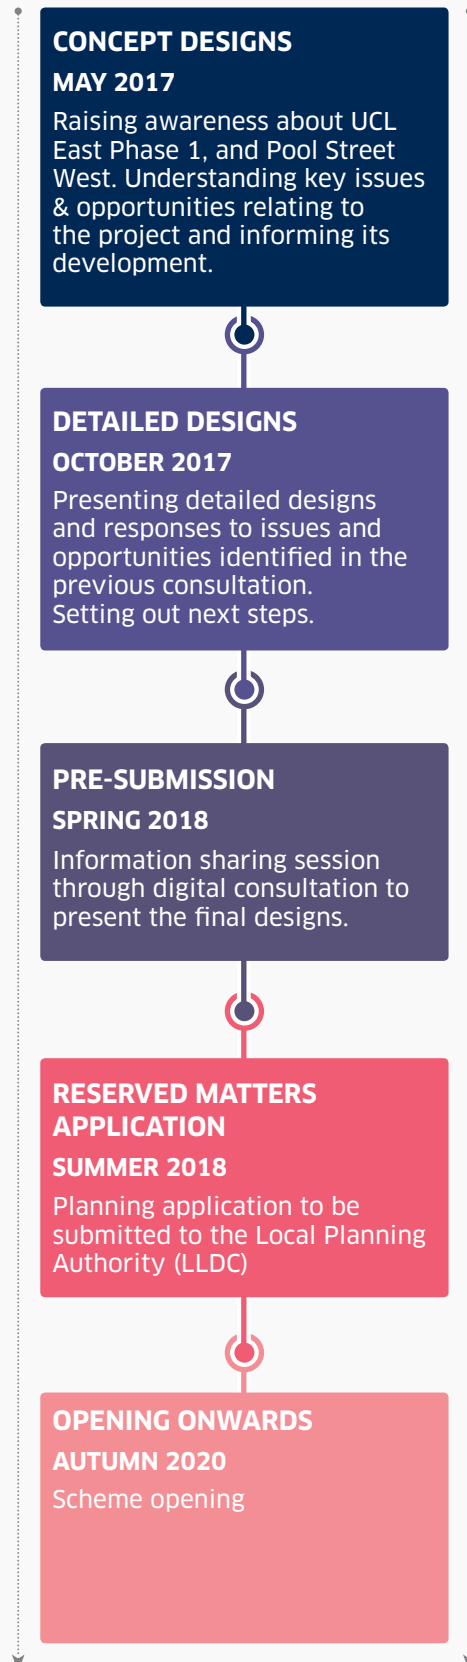 CONCEPT DESIGNS
MAY 2017
Raising awareness about UCL
East Phase 1, and Pool Street
West. Understanding key issues
& opportunities relating to
the project and informing its
development.
DETAILED DESIGNS
OCTOBER 2017
Presenting detailed designs
and responses to issues and
opportunities identified in the
previous consultation.
Setting out next steps.
PRE-SUBMISSION
SPRING 2018
Information sharing session
through digital consultation to
present the final designs.
RESERVED MATTERS
APPLICATION
SUMMER 2018
Planning application to be
submitted to the Local Planning
Authority (LLDC)
OPENING ONWARDS
AUTUMN 2020
Scheme opening